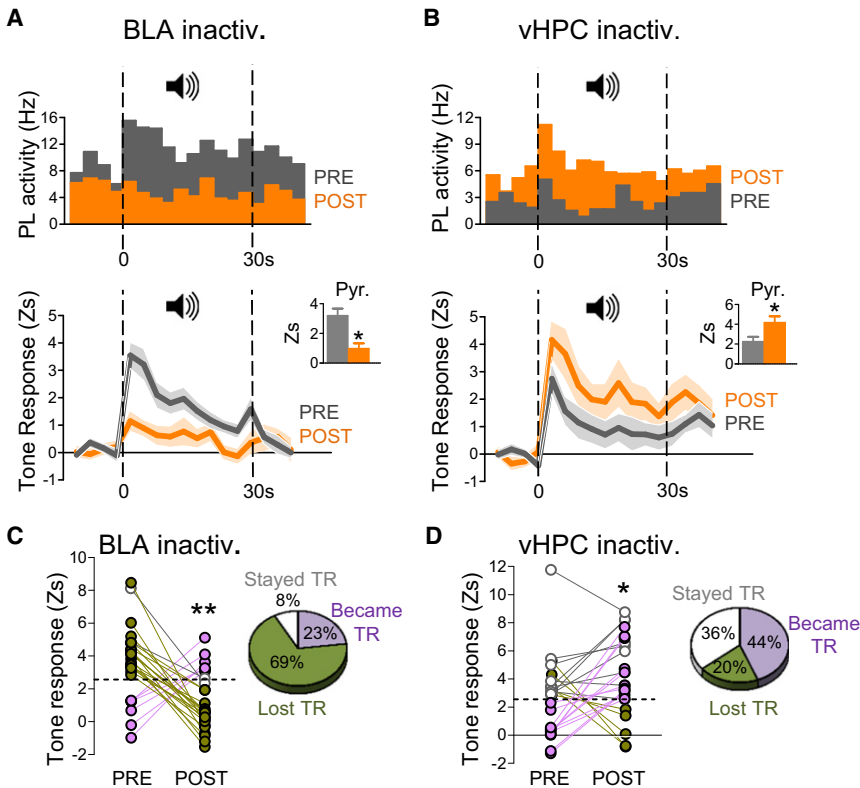 A
BLA inactiv.
PL activity (Hz)
16
12
8
4
0
PRE
POST
0
30s
Tone Response (Zs)
5
4
3
2
1
0
-1
Pyr.
Zs
4
2
0
*
PRE
POST
0
30s
B
vHPC inactiv.
PL activity (Hz)
12
9
6
3
0
POST
PRE
0
30s
Tone Response (Zs)
5
4
3
2
1
0
-1
Pyr.
Zs
6
4
2
0
*
POST
PRE
0
30s
C
BLA inactiv.
Tone response (Zs)
10
8
6
4
2
0
-2
**
PRE
POST
Stayed TR
8%
Became
TR
23%
69%
Lost TR
D
vHPC inactiv.
Tone response (Zs)
12
10
8
6
4
2
0
-2
*
PRE
POST
Stayed TR
36%
Became
TR
44%
20%
Lost TR